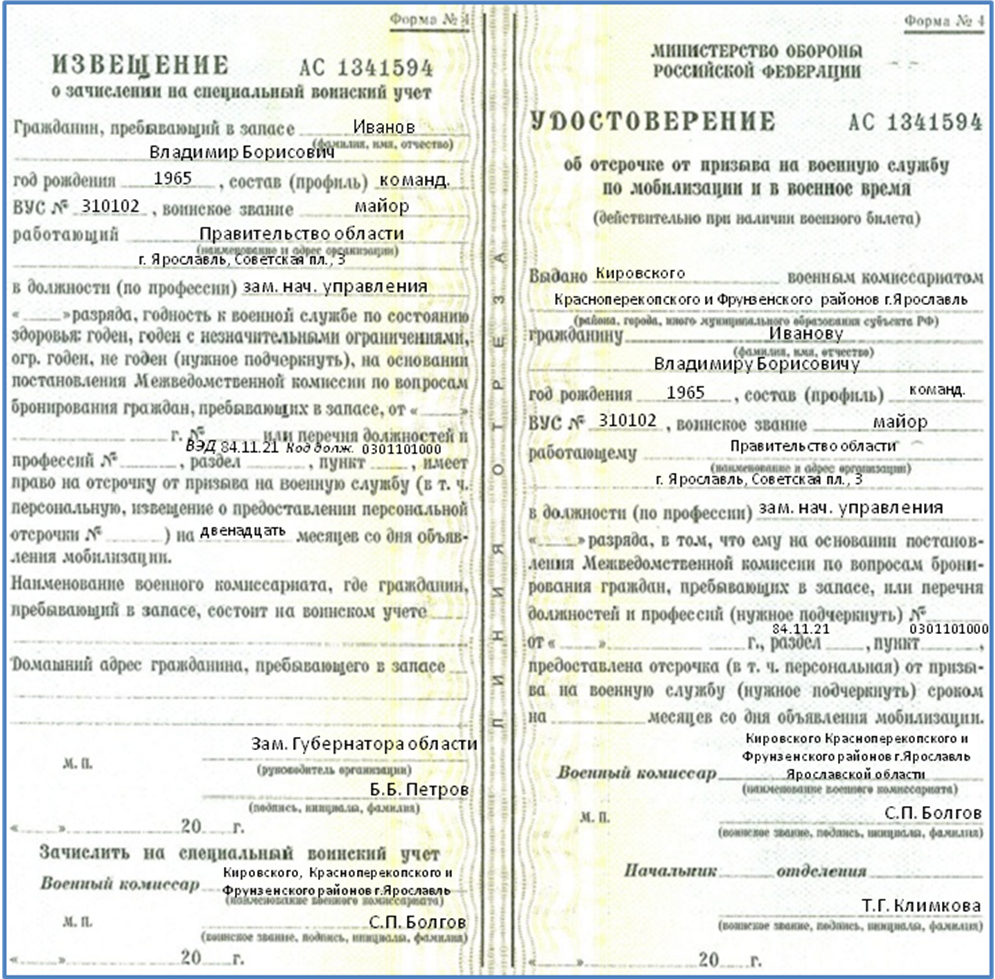 Форма № 4
ИЗВЕЩЕНИЕ АС 1341594
о зачислении на специальный воинский учет
Гражданин, пребывающий в запасе Иванов
(фамилия, имя, отчество)
Владимир Борисович
год рождения 1965 , состав (профиль) команд.
ВУС № 310102 , воинское звание майор
работающий Правительство области
(наименование и адрес организации)
г. Ярославль, Советская пл., 3
в должности (по профессии) зам. нач. управления
« » разряда, годность к военной службе по состоянию
здоровья: годен, годен с незначительными ограничениями,
огр. годен, не годен (нужное подчеркнуть), на основании
постановления Межведомственной комиссии по вопросам
бронирования граждан, пребывающих в запасе, от « »
г. № или перечня должностей и
ВЭД 84.11.21 Код долж. 0301101000
профессий № , раздел , пункт , имеет
право на отсрочку от призыва на военную службу (в т. ч.
персональную, извещение о предоставлении персональной
отсрочки № ) на двенадцать месяцев со дня объяв-
ления мобилизации.
Наименование военного комиссариата, где гражданин,
пребывающий в запасе, состоит на воинском учете
Домашний адрес гражданина, пребывающего в запасе
Зам. Губернатора области
М. П. (руководитель организации)
Б.Б. Петров
(подпись, инициалы, фамилия)
« » 20 г.
Зачислить на специальный воинский учет
Кировского, Красноперекопского и
Военный комиссар Фрунзенского районов г.Ярославль
(наименование военного комиссариата)
М. П. С.П. Болгов
(воинское звание, подпись, инициалы, фамилия)
« » 20 г.
ЛИНИЯ ОТРЕЗА
Форма № 4
МИНИСТЕРСТВО ОБОРОНЫ
РОССИЙСКОЙ ФЕДЕРАЦИИ
УДОСТОВЕРЕНИЕ АС 1341594
об отсрочке от призыва на военную службу
по мобилизации и в военное время
(действительно при наличии военного билета)
Выдано Кировского военным комиссариатом
Красноперекопского и Фрунзенского районов г.Ярославль
(района, города, иного муниципального образования субъекта РФ)
гражданину Иванову
(фамилия, имя, отчество)
Владимиру Борисовичу
год рождения 1965 , состав (профиль) команд.
ВУС № 310102 , воинское звание майор
работающему Правительство области
(наименование и адрес организации)
г. Ярославль, Советская пл., 3
в должности (по профессии) зам. нач. управления
« » разряда, в том, что ему на основании постанов-
ления Межведомственной комиссии по вопросам брони-
рования граждан, пребывающих в запасе, или перечня
должностей и профессий (нужное подчеркнуть) №
84.11.21 0301101000
от « » г., раздел , пункт ,
предоставлена отсрочка (в т. ч. персональная) от призы-
ва на военную службу (нужное подчеркнуть) сроком
на месяцев со дня объявления мобилизации.
Кировского Красноперекопского и
Фрунзенского районов г.Ярославль
Военный комиссар Ярославской области
(наименование военного комиссариата)
М. П. С.П. Болгов
(воинское звание, подпись, инициалы, фамилия)
Начальник отделения
Т.Г. Климкова
(воинское звание, подпись, инициалы, фамилия)
« » 20 г.